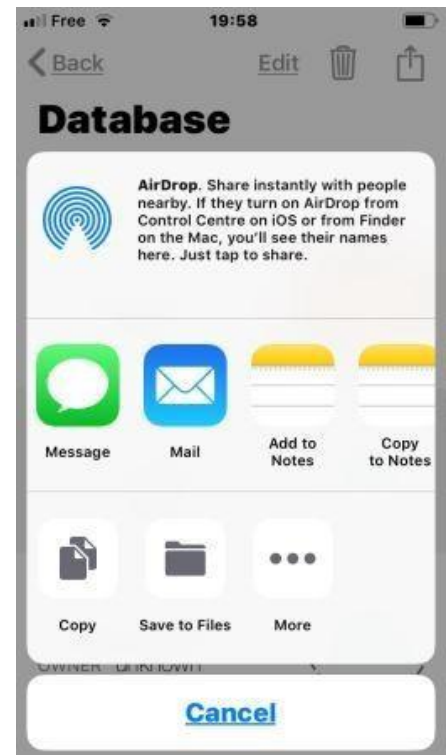 Free 19:58
Back Edit
Database
AirDrop. Share instantly with people
nearby. If they turn on AirDrop from
Control Centre on iOS or from Finder
on the Mac, you'll see their names
here. Just tap to share.
Message Mail Add to Notes Copy to Notes
Copy Save to Files More
OWNER unknown
Cancel